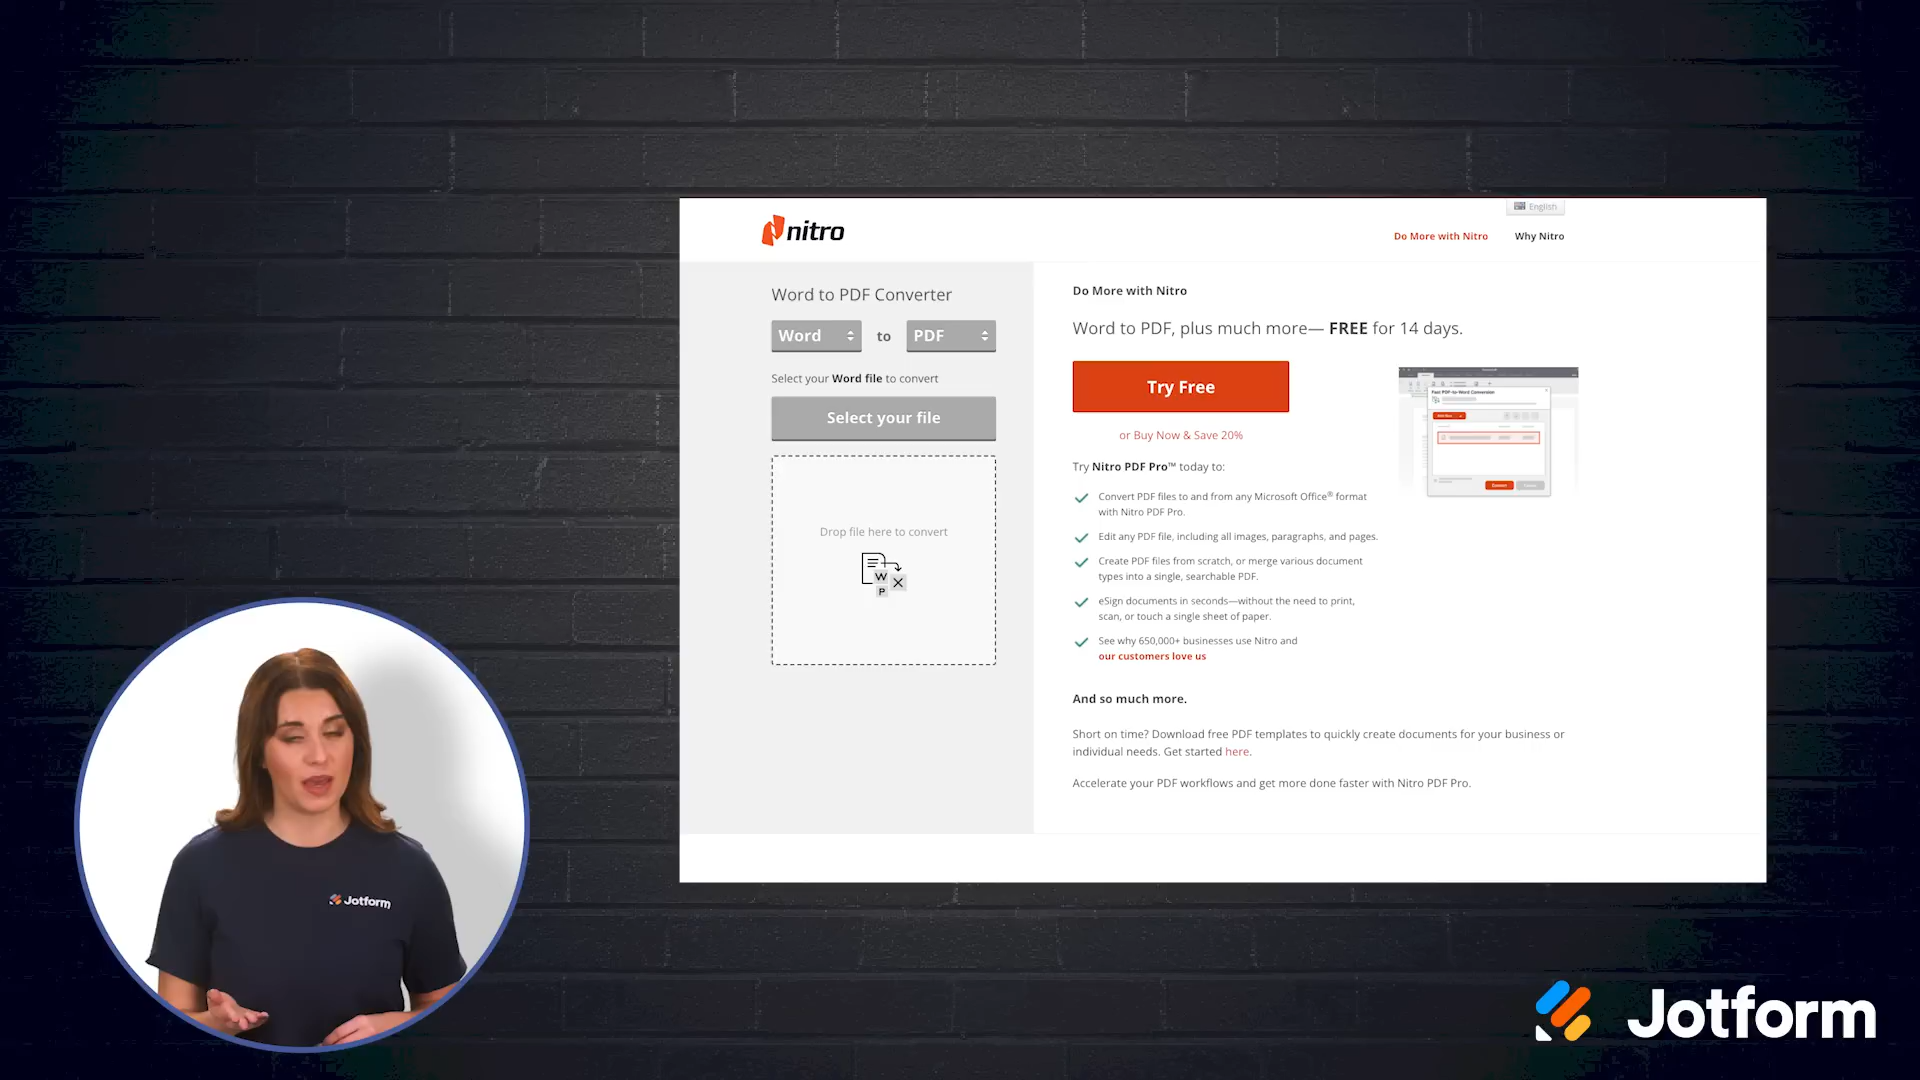 English
nitro
Do More with Nitro
Why Nitro
Word to PDF Converter
Word to PDF
Select your Word file to convert
Select your file
Drop file here to convert
W
X
P
Do More with Nitro
Word to PDF, plus much more— FREE for 14 days.
Try Free
or Buy Now & Save 20%
Try Nitro PDF Pro™ today to:
Convert PDF files to and from any Microsoft Office® format
with Nitro PDF Pro.
Edit any PDF file, including all images, paragraphs, and pages.
Create PDF files from scratch, or merge various document
types into a single, searchable PDF.
eSign documents in seconds—without the need to print,
scan, or touch a single sheet of paper.
See why 650,000+ businesses use Nitro and
our customers love us
And so much more.
Short on time? Download free PDF templates to quickly create documents for your business or
individual needs. Get started here.
Accelerate your PDF workflows and get more done faster with Nitro PDF Pro.
Fast PDF-to-Word Conversion
Jotform
Jotform